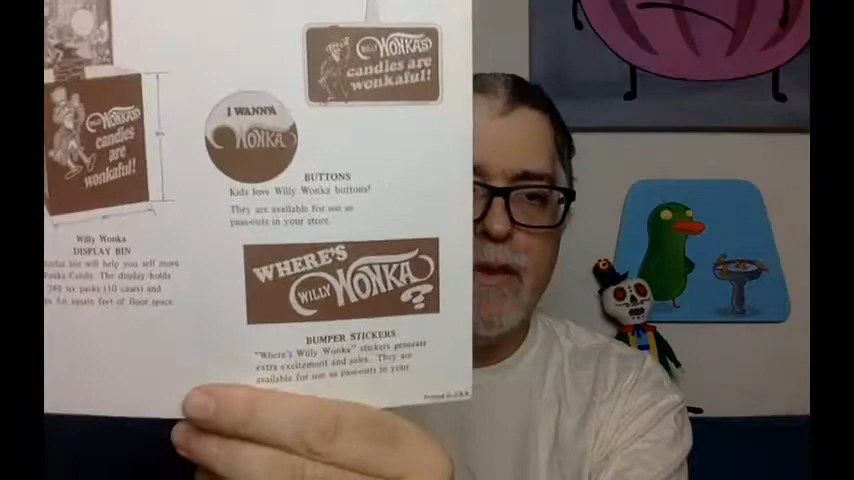 WILLY WONKA'S
candies are
wonkaful!
WILLY WONKA'S
candies
are
wonkaful!
I WANNA
WONKA
BUTTONS
Kids love Willy Wonka buttons!
They are available for use as
pass-outs in your store.
Willy Wonka
DISPLAY BIN
will help you sell more
Candy. The display holds
240 packs (10 cases) and
3.6 square feet of floor space.
WHERE'S
WILLY WONKA?
BUMPER STICKERS
"Where's Willy Wonka" stickers generate
extra excitement and sales. They are
available for use as pass-outs in your
Printed in U.S.A.